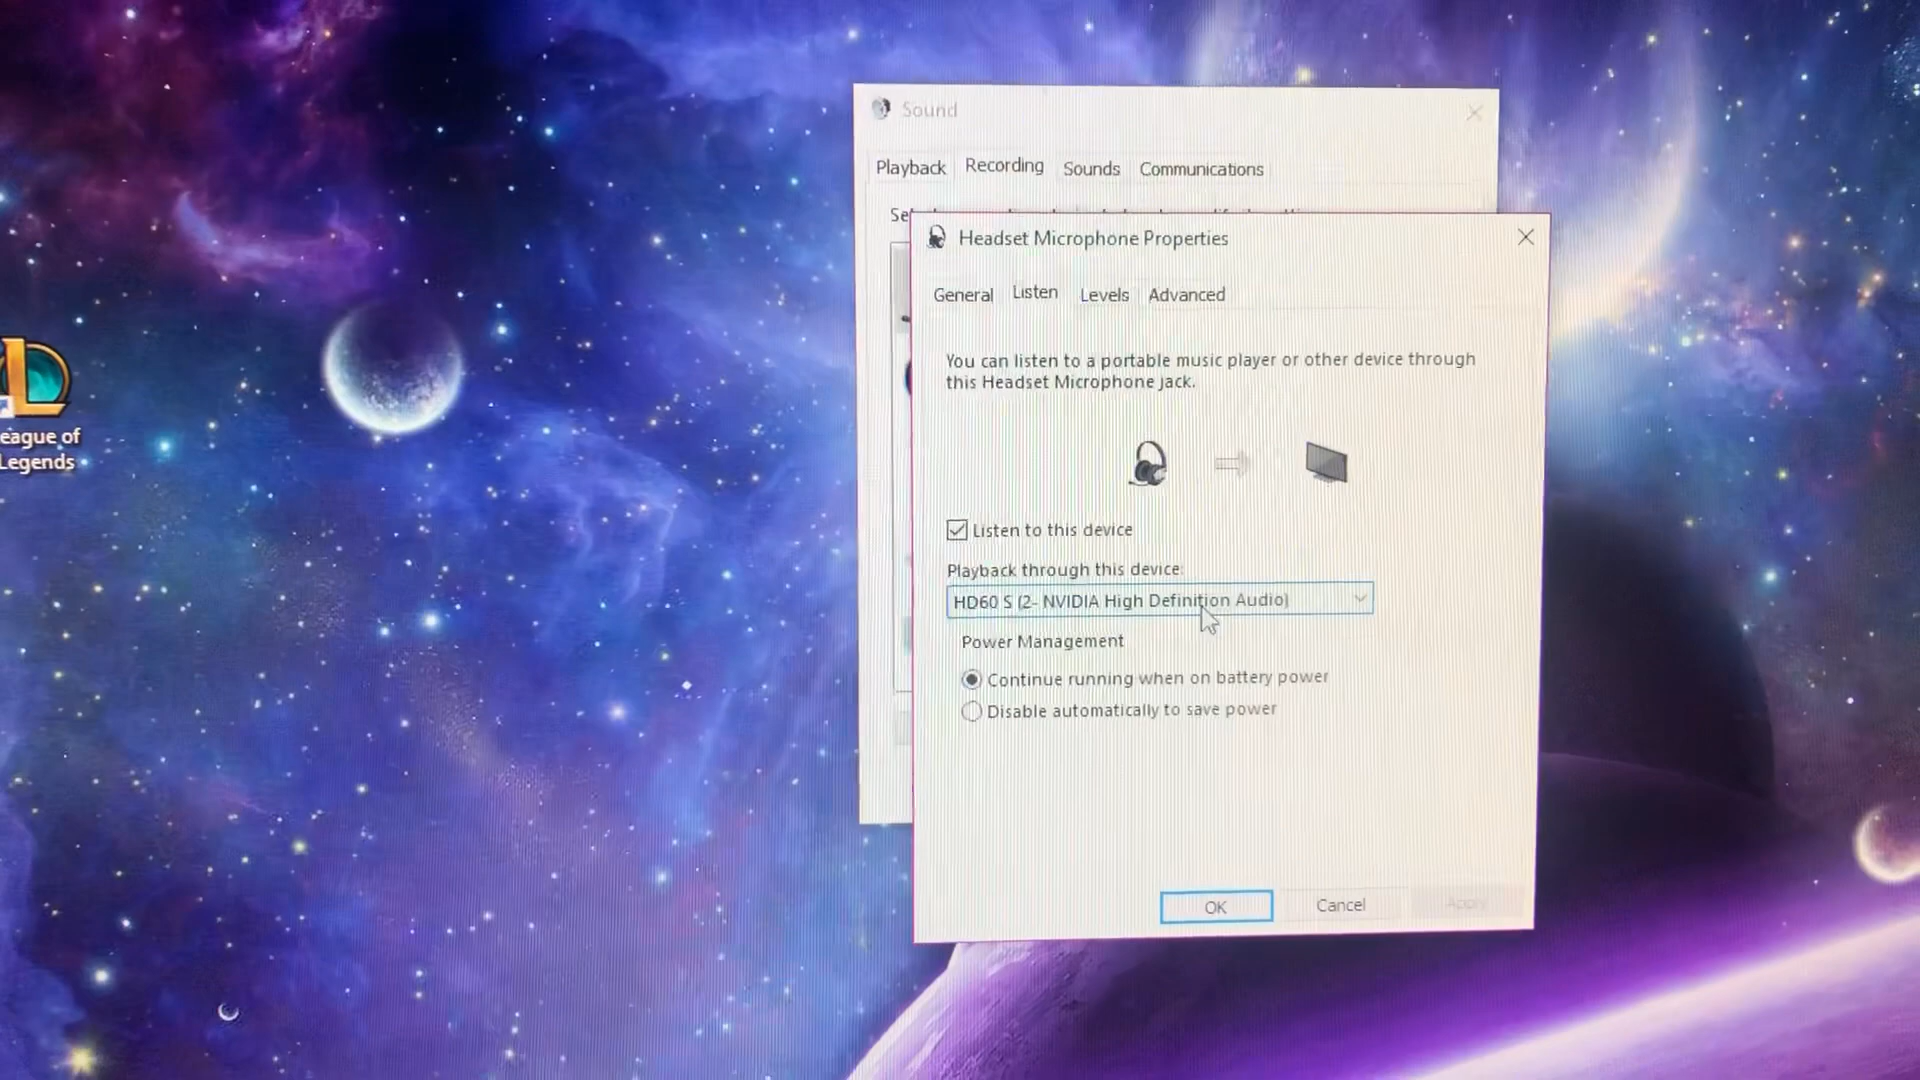 Sound
Playback
Recording
Sounds
Communications
Se
Headset Microphone Properties
General
Listen
Levels
Advanced
You can listen to a portable music player or other device through
this Headset Microphone jack.
Listen to this device
Playback through this device:
HD60 S (2- NVIDIA High Definition Audio)
Power Management
Continue running when on battery power
Disable automatically to save power
OK
Cancel
Apply
eague of
Legends